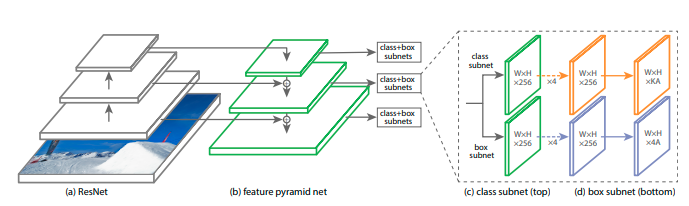 class+box
subnets
class+box
subnets
class+box
subnets
class
subnet
W×H
×256
×4
W×H
×256
W×H
×KA
box
subnet
W×H
×256
×4
W×H
×256
W×H
×4A
(a) ResNet
(b) feature pyramid net
(c) class subnet (top)
(d) box subnet (bottom)